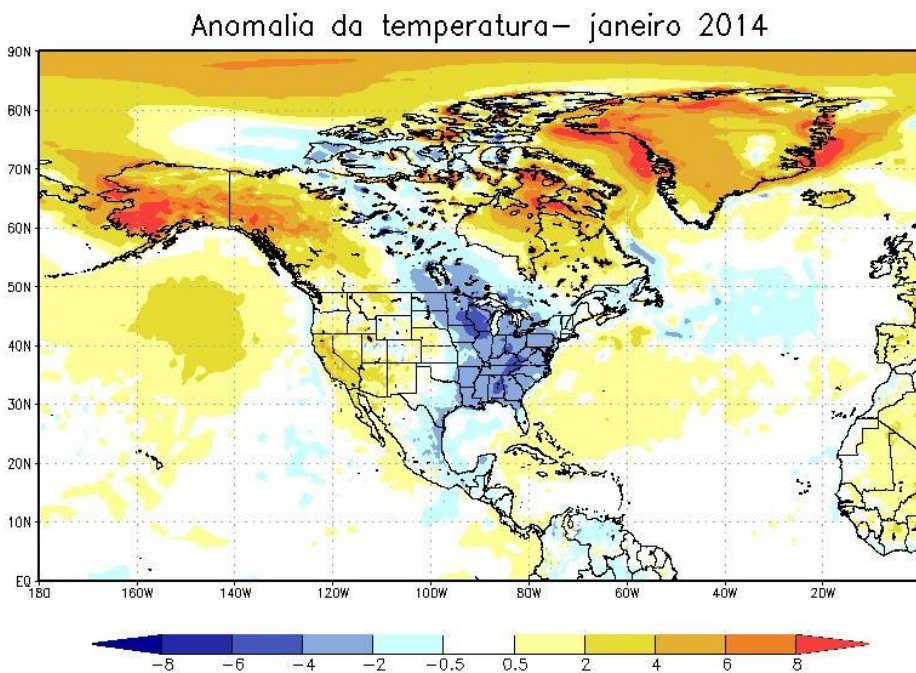 Anomalia da temperatura- janeiro 2014
90N
80N
70N
60N
50N
40N
30N
20N
10N
EQ
180 160W 140W 120W 100W 80W 60W 40W 20W
-8 -6 -4 -2 -0.5 0.5 2 4 6 8